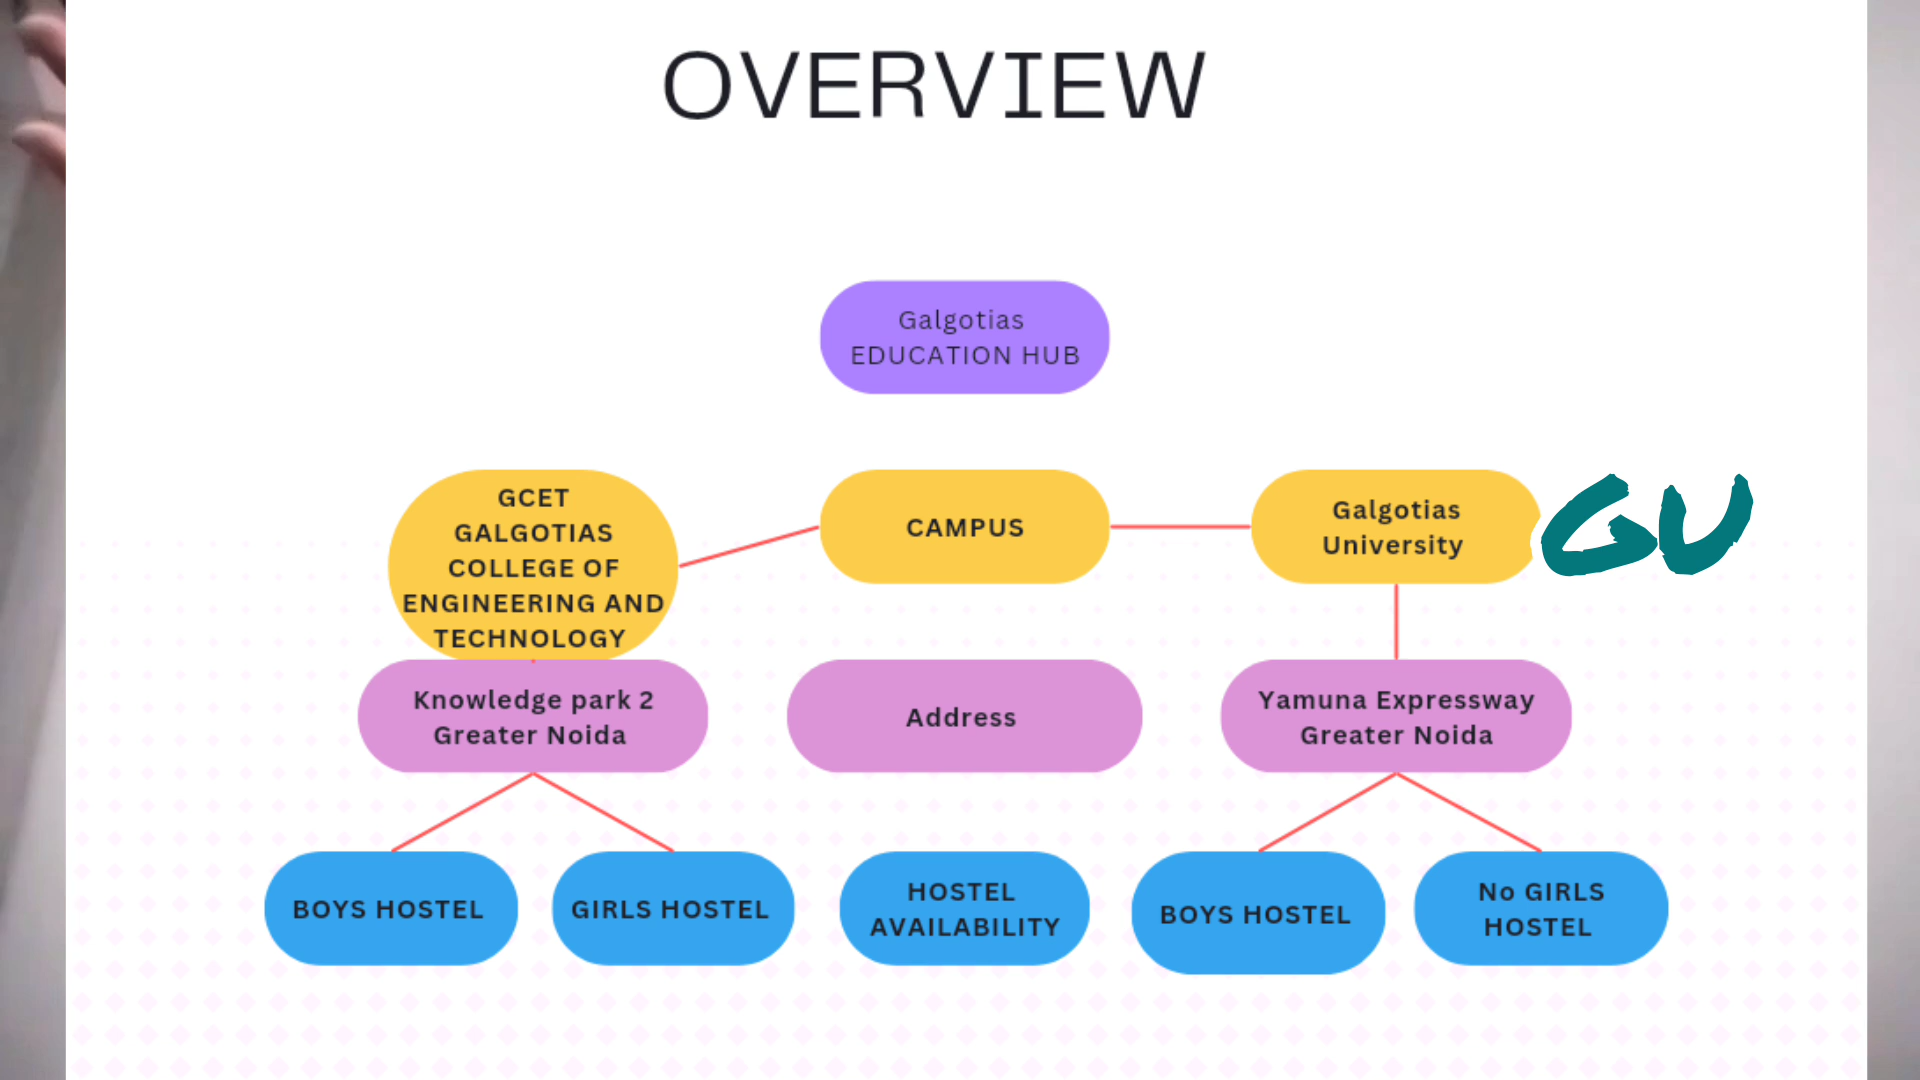 OVERVIEW
Galgotias
EDUCATION HUB
GCET
GALGOTIAS
COLLEGE OF
ENGINEERING AND
TECHNOLOGY
CAMPUS
Galgotias
University
GU
Knowledge park 2
Greater Noida
Address
Yamuna Expressway
Greater Noida
BOYS HOSTEL
GIRLS HOSTEL
HOSTEL
AVAILABILITY
BOYS HOSTEL
No GIRLS
HOSTEL